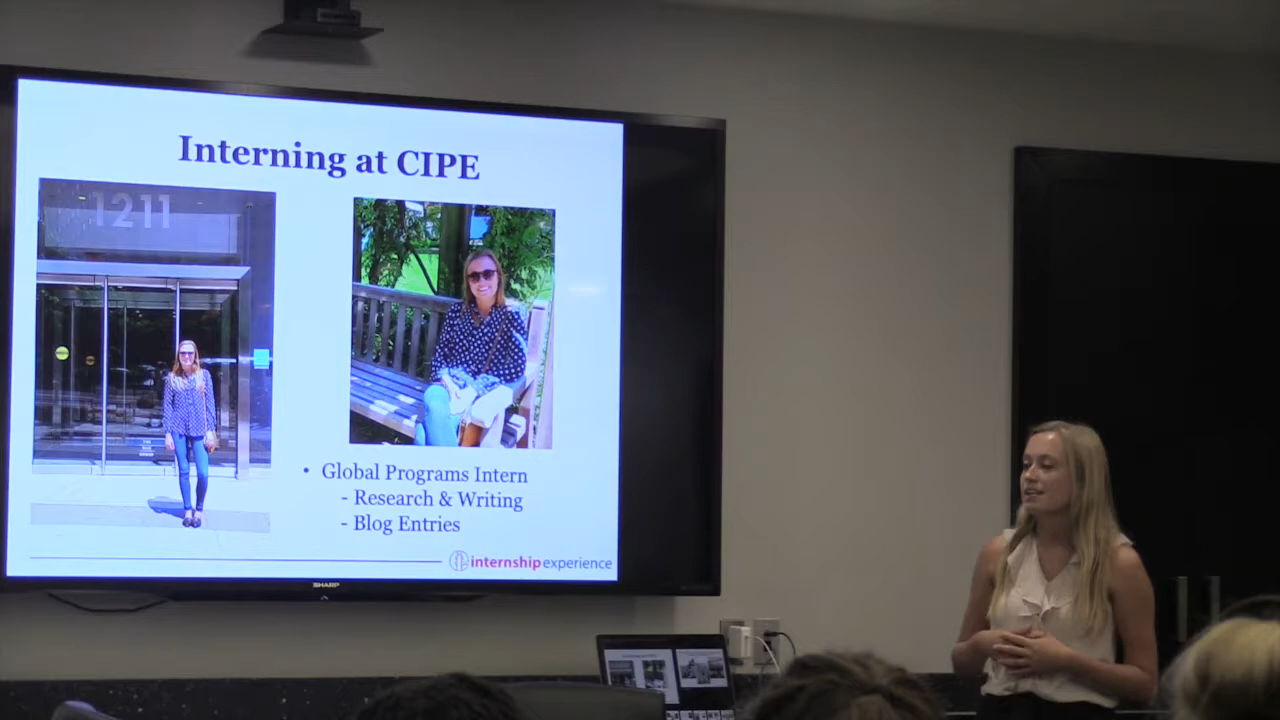 Interning at CIPE
1211
• Global Programs Intern
- Research & Writing
- Blog Entries
internship experience
SHARP